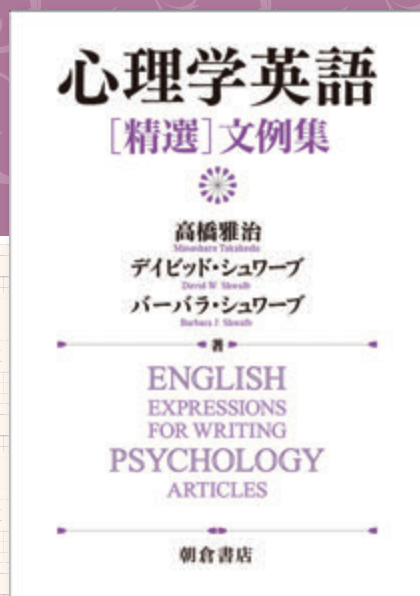 心理学英語
[精選]文例集
高橋雅治
Masaharu Takahashi
デイビッド・シュワーブ
David W. Shwalb
バーバラ・シュワーブ
Barbara J. Shwalb
著
ENGLISH
EXPRESSIONS
FOR WRITING
PSYCHOLOGY
ARTICLES
朝倉書店